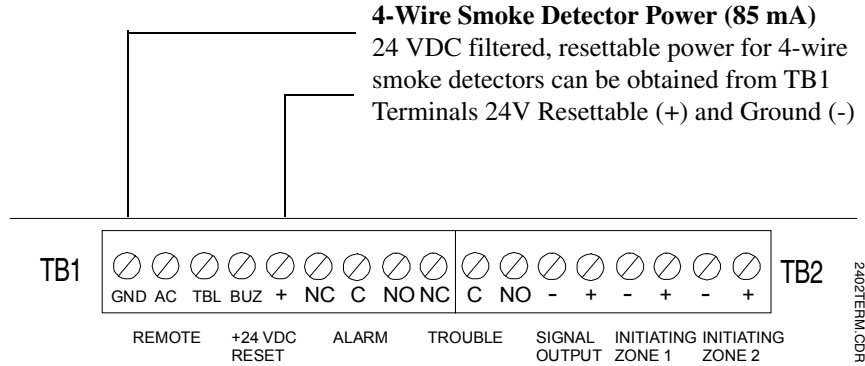 4-Wire Smoke Detector Power (85 mA)
24 VDC filtered, resettable power for 4-wire
smoke detectors can be obtained from TB1
Terminals 24V Resettable (+) and Ground (-)
TB1
GND AC TBL BUZ + NC C NO NC C NO - + - + - +
TB2
REMOTE +24 VDC RESET ALARM TROUBLE SIGNAL OUTPUT INITIATING ZONE 1 INITIATING ZONE 2
2402TERM.CDR